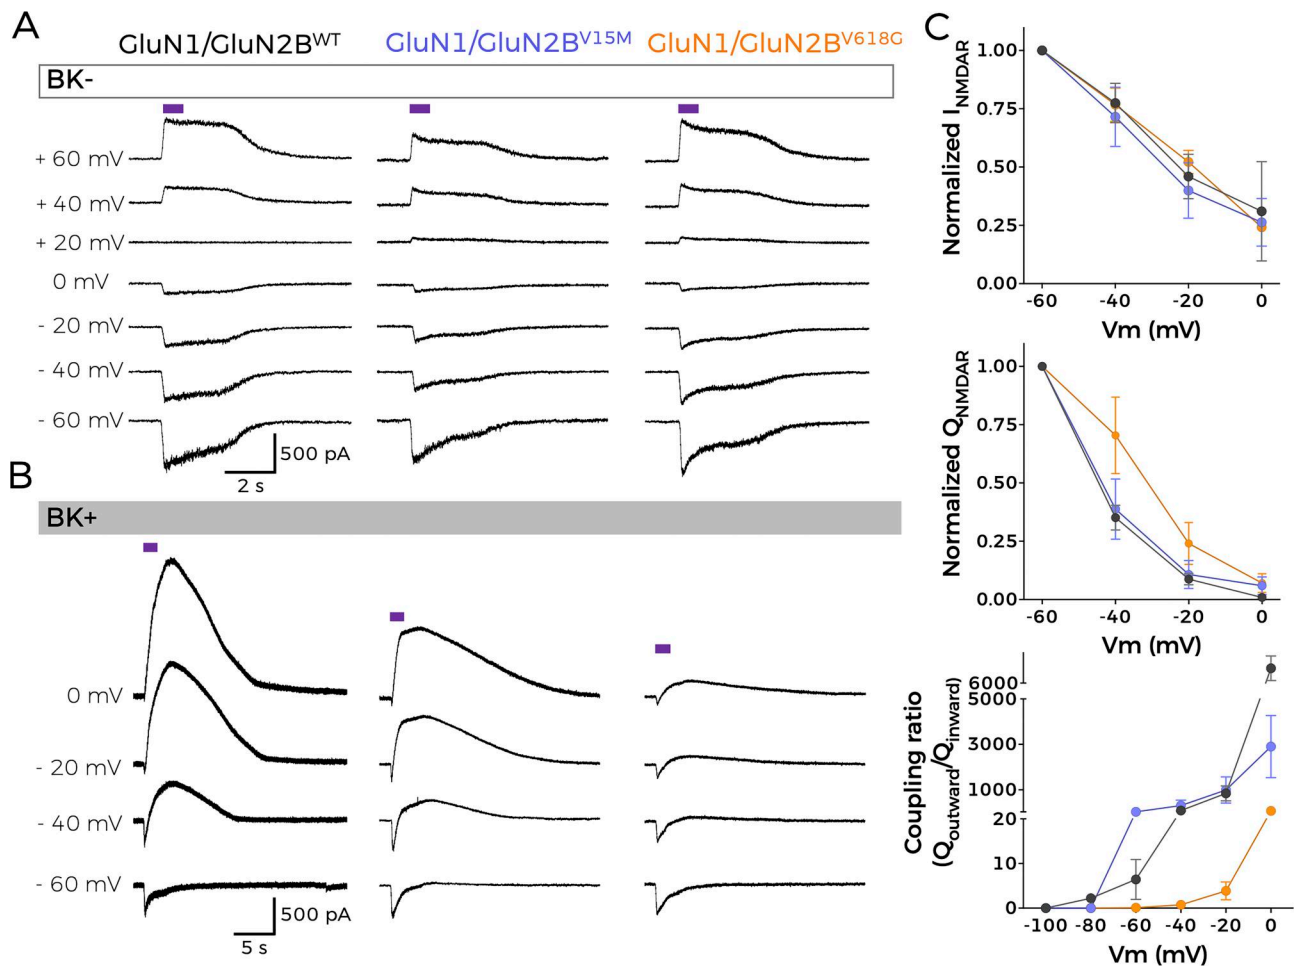 A
GluN1/GluN2B^WT GluN1/GluN2B^V15M GluN1/GluN2B^V618G
BK-
+ 60 mV
+ 40 mV
+ 20 mV
0 mV
- 20 mV
- 40 mV
- 60 mV
500 pA
2 s
B
BK+
0 mV
- 20 mV
- 40 mV
- 60 mV
500 pA
5 s
C
Normalized I_NMDAR
1.00
0.75
0.50
0.25
0.00
-60 -40 -20 0
Vm (mV)
Normalized Q_NMDAR
1.00
0.75
0.50
0.25
0.00
-60 -40 -20 0
Vm (mV)
Coupling ratio
(Q_outward/Q_inward)
6000
5000
3000
1000
20
10
0
-100 -80 -60 -40 -20 0
Vm (mV)